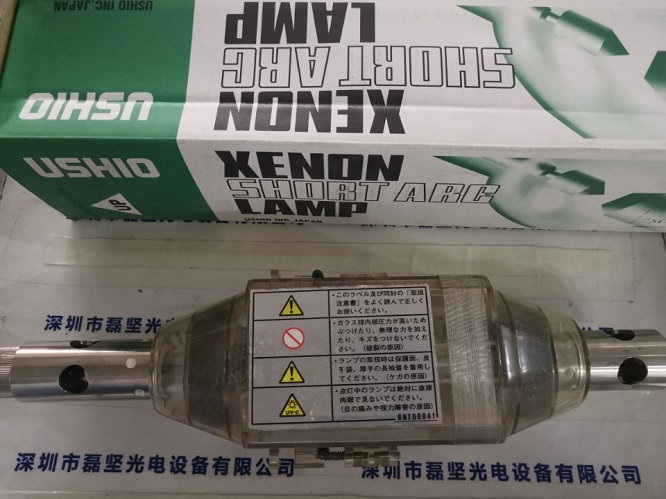 USHIO INC.JAPAN
XENON
SHORT ARC
LAMP
USHIO
USHIO
XENON
SHORT ARC
LAMP
USHIO INC.JAPAN
UP
深圳市磊坚光电设备有限公司
深圳市磊坚
・このラベル及び同封の「取扱
注意書」をよく読んで正しく
お使いください。
・ガラス球内部圧力が高いため
ぶつけたり、無理な力を加え
たり、キズをつけないでくだ
さい。(破裂の原因)
・ランプの取扱時は保護面、皮
手袋、厚手の長袖着を着用し
てください。(ケガの原因)
・点灯中のランプは絶対に直接
肉眼で見ないでください。
(目の痛みや視力障害の原因)
UV-C
BNT00041
深圳市磊坚光电设备有限公司
深圳市磊坚光电设备有限公司